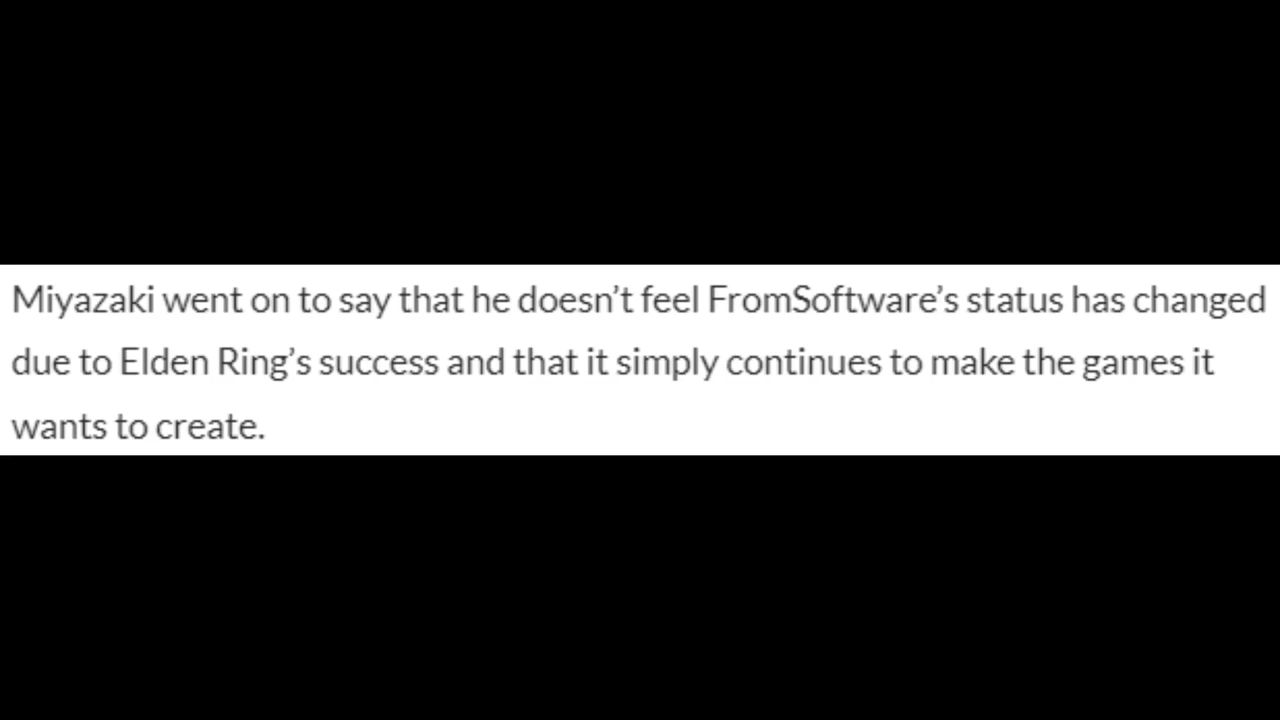 Miyazaki went on to say that he doesn’t feel FromSoftware’s status has changed
due to Elden Ring’s success and that it simply continues to make the games it
wants to create.